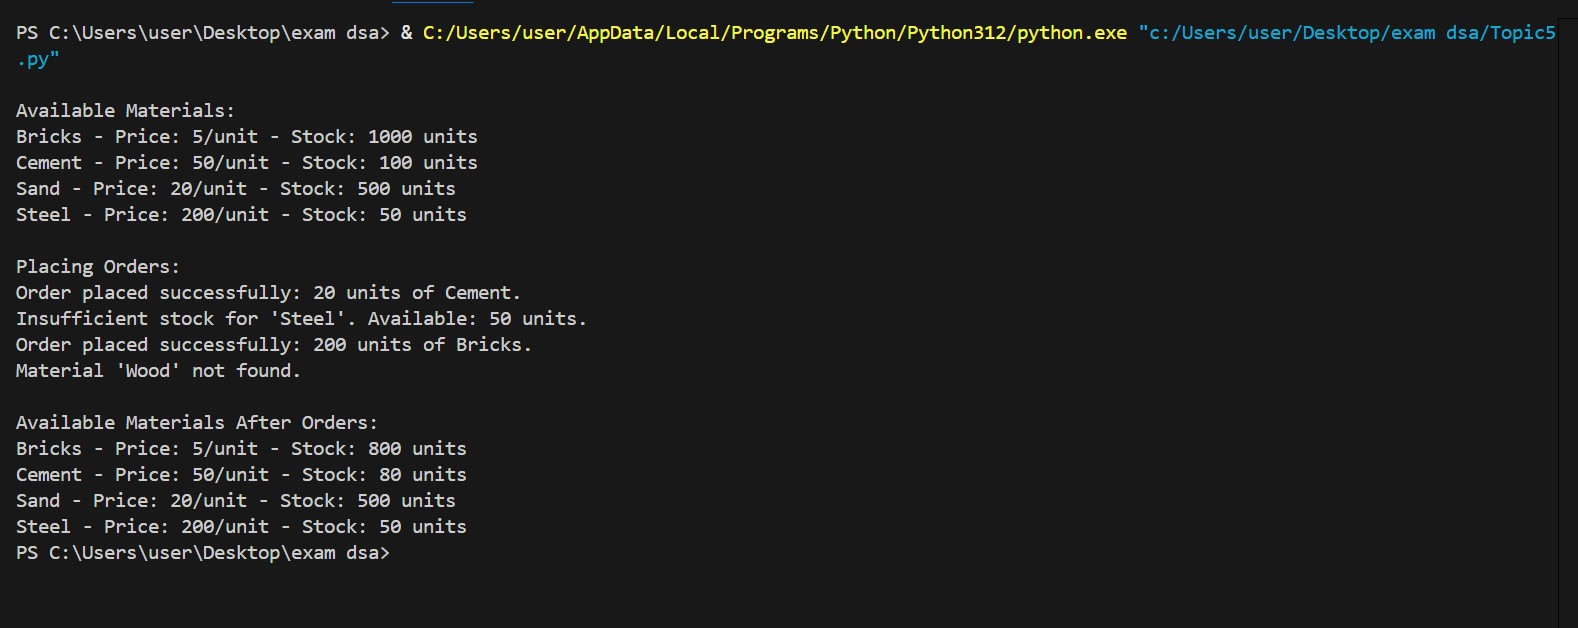 PS C:\Users\user\Desktop\exam dsa> & C:/Users/user/AppData/Local/Programs/Python/Python312/python.exe "c:/Users/user/Desktop/exam dsa/Topic5
.py"
Available Materials:
Bricks - Price: 5/unit - Stock: 1000 units
Cement - Price: 50/unit - Stock: 100 units
Sand - Price: 20/unit - Stock: 500 units
Steel - Price: 200/unit - Stock: 50 units
Placing Orders:
Order placed successfully: 20 units of Cement.
Insufficient stock for 'Steel'. Available: 50 units.
Order placed successfully: 200 units of Bricks.
Material 'Wood' not found.
Available Materials After Orders:
Bricks - Price: 5/unit - Stock: 800 units
Cement - Price: 50/unit - Stock: 80 units
Sand - Price: 20/unit - Stock: 500 units
Steel - Price: 200/unit - Stock: 50 units
PS C:\Users\user\Desktop\exam dsa>